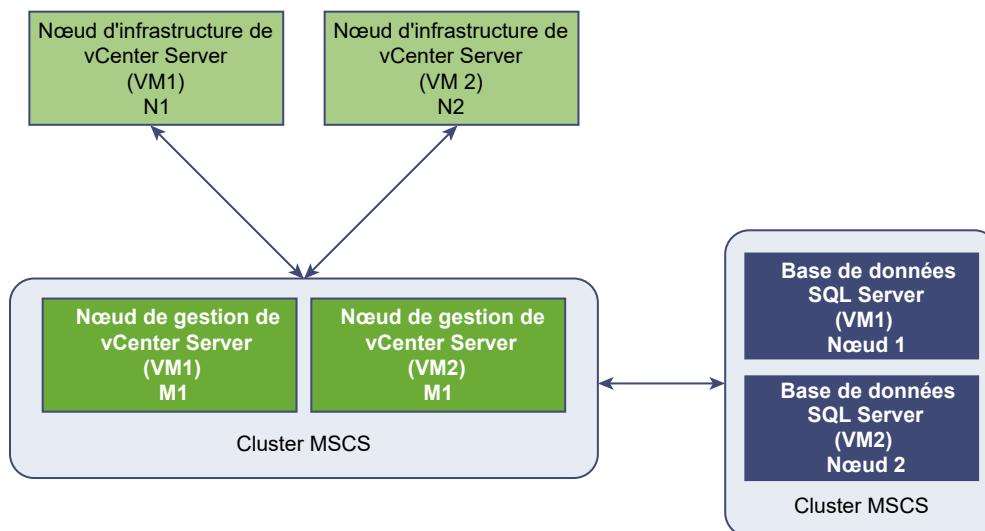 Nœud d'infrastructure de
vCenter Server
(VM1)
N1
Nœud d'infrastructure de
vCenter Server
(VM 2)
N2
Nœud de gestion de
vCenter Server
(VM1)
M1
Nœud de gestion de
vCenter Server
(VM2)
M1
Cluster MSCS
Base de données
SQL Server
(VM1)
Nœud 1
Base de données
SQL Server
(VM2)
Nœud 2
Cluster MSCS